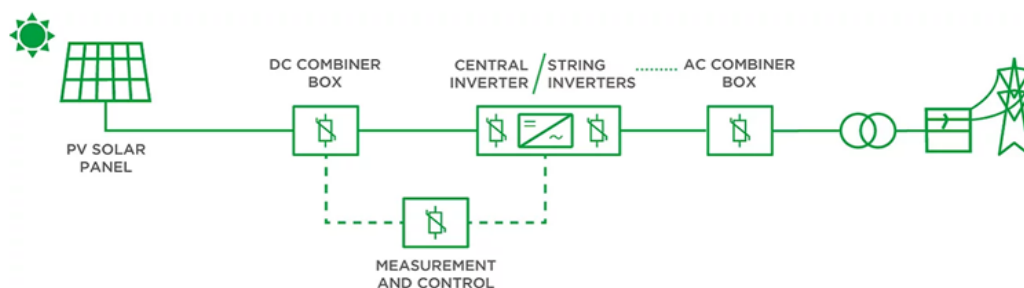 PV SOLAR
PANEL
DC COMBINER
BOX
CENTRAL
INVERTER
STRING
INVERTERS
AC COMBINER
BOX
MEASUREMENT
AND CONTROL